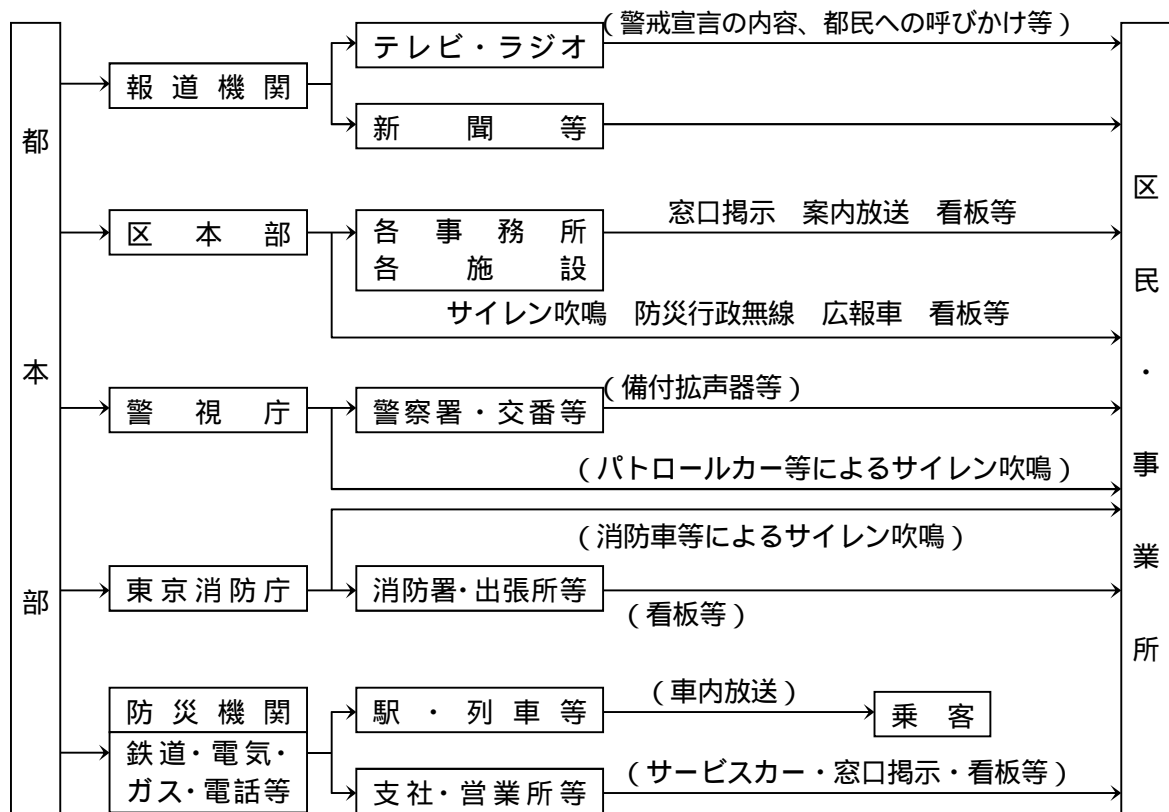 都本部
報道機関
テレビ・ラジオ
（警戒宣言の内容、都民への呼びかけ等）
新聞等
区本部
各事務所
各施設
窓口掲示　案内放送　看板等
サイレン吹鳴　防災行政無線　広報車　看板等
警視庁
警察署・交番等
（備付拡声器等）
（パトロールカー等によるサイレン吹鳴）
（消防車等によるサイレン吹鳴）
東京消防庁
消防署・出張所等
（看板等）
防災機関
鉄道・電気・
ガス・電話等
駅・列車等
（車内放送）
乗客
支社・営業所等
（サービスカー・窓口掲示・看板等）
区民・事業所